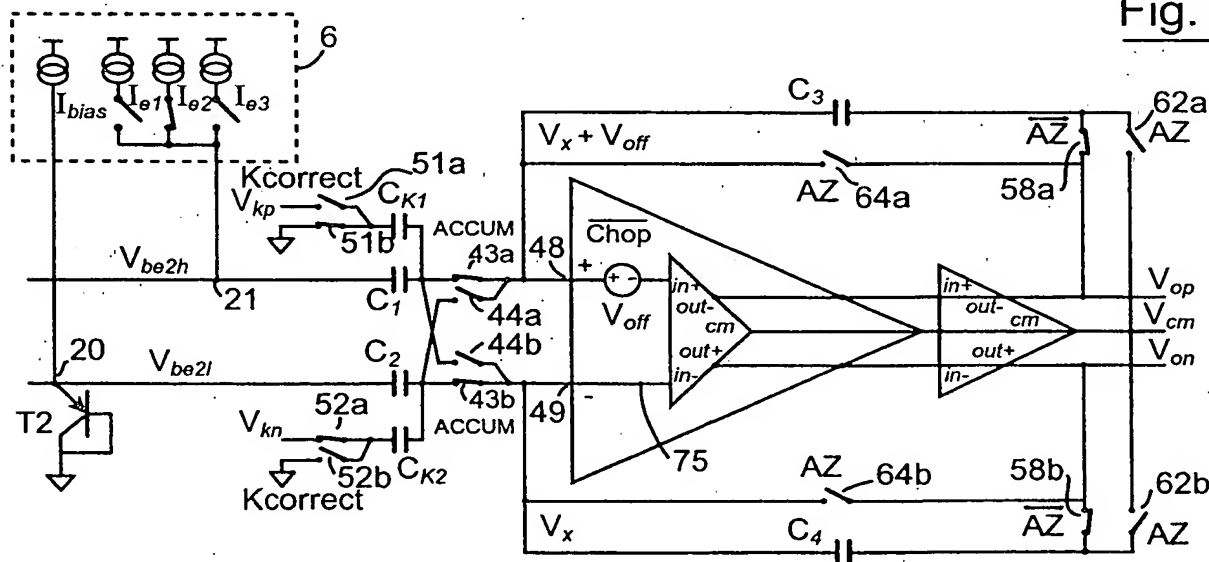 Fig.
6
I_bias I_e1 I_e2 I_e3
C_3
62a
V_x + V_off
A̅Z̅
AZ
51a
Kcorrect
V_kp
C_K1
AZ
64a
58a
51b
ACCUM
C̅h̅o̅p̅
V_be2h
43a
48
+
+ -
in+
in+
V_op
21
C_1
44a
V_off
out-
cm
out-
cm
V_cm
20
V_be2l
C_2
44b
out+
in-
out+
in-
V_on
T2
V_kn
52a
43b
49
-
ACCUM
52b
C_K2
75
AZ
64b
58b
62b
Kcorrect
V_x
C_4
A̅Z̅
AZ